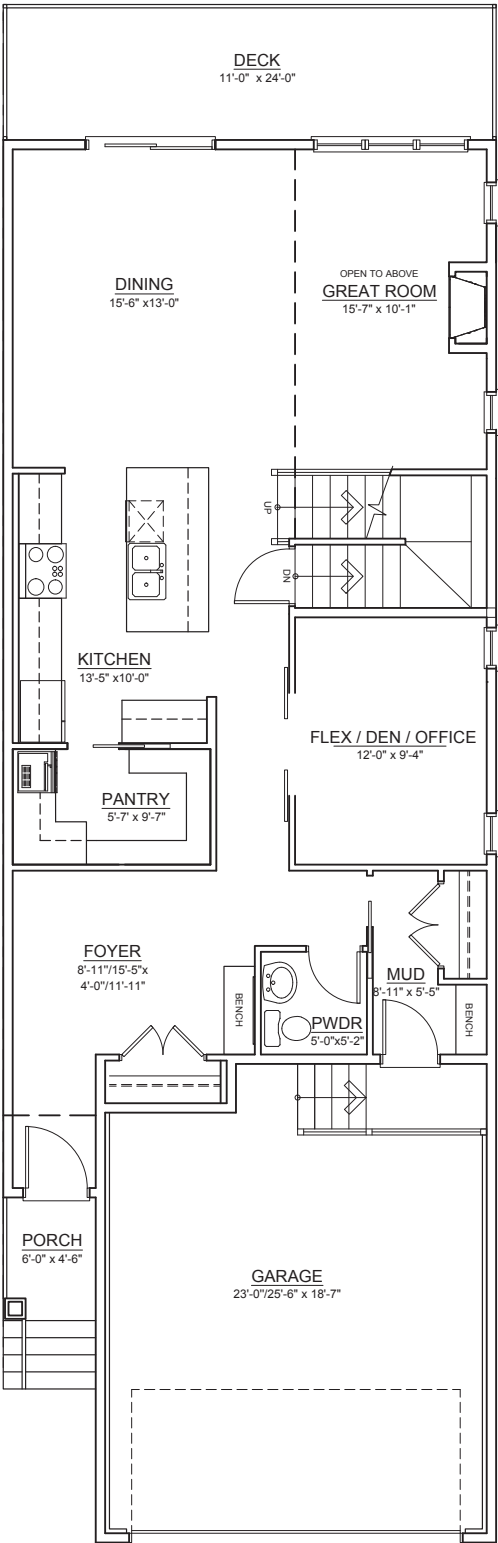 DECK
11'-0" x 24'-0"
DINING
15'-6" x13'-0"
OPEN TO ABOVE
GREAT ROOM
15'-7" x 10'-1"
UP
DN
KITCHEN
13'-5" x10'-0"
FLEX / DEN / OFFICE
12'-0" x 9'-4"
PANTRY
5'-7' x 9'-7"
FOYER
8'-11"/15'-5"x
4'-0"/11'-11"
BENCH
PWDR
5'-0"x5'-2"
MUD
8'-11" x 5'-5"
BENCH
PORCH
6'-0" x 4'-6"
GARAGE
23'-0"/25'-6" x 18'-7"